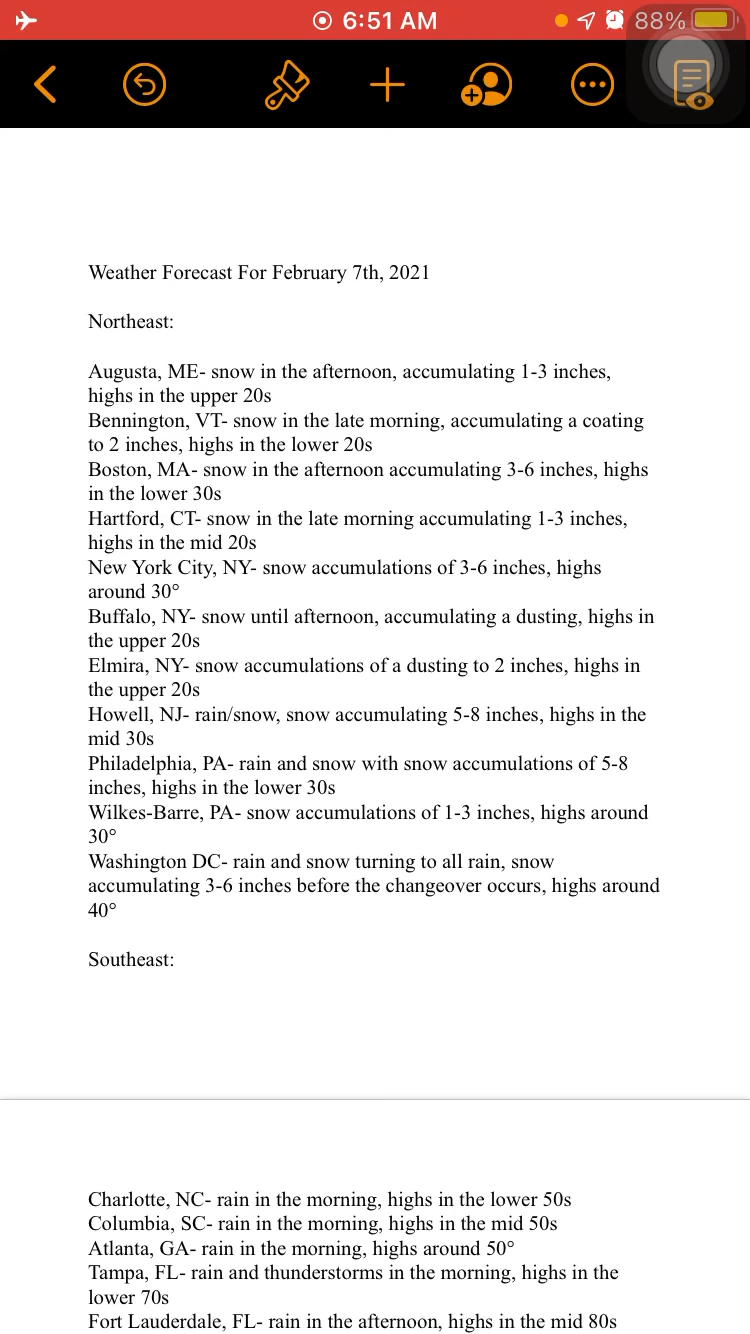 6:51 AM
88%
Weather Forecast For February 7th, 2021
Northeast:
Augusta, ME- snow in the afternoon, accumulating 1-3 inches,
highs in the upper 20s
Bennington, VT- snow in the late morning, accumulating a coating
to 2 inches, highs in the lower 20s
Boston, MA- snow in the afternoon accumulating 3-6 inches, highs
in the lower 30s
Hartford, CT- snow in the late morning accumulating 1-3 inches,
highs in the mid 20s
New York City, NY- snow accumulations of 3-6 inches, highs
around 30°
Buffalo, NY- snow until afternoon, accumulating a dusting, highs in
the upper 20s
Elmira, NY- snow accumulations of a dusting to 2 inches, highs in
the upper 20s
Howell, NJ- rain/snow, snow accumulating 5-8 inches, highs in the
mid 30s
Philadelphia, PA- rain and snow with snow accumulations of 5-8
inches, highs in the lower 30s
Wilkes-Barre, PA- snow accumulations of 1-3 inches, highs around
30°
Washington DC- rain and snow turning to all rain, snow
accumulating 3-6 inches before the changeover occurs, highs around
40°
Southeast:
Charlotte, NC- rain in the morning, highs in the lower 50s
Columbia, SC- rain in the morning, highs in the mid 50s
Atlanta, GA- rain in the morning, highs around 50°
Tampa, FL- rain and thunderstorms in the morning, highs in the
lower 70s
Fort Lauderdale, FL- rain in the afternoon, highs in the mid 80s